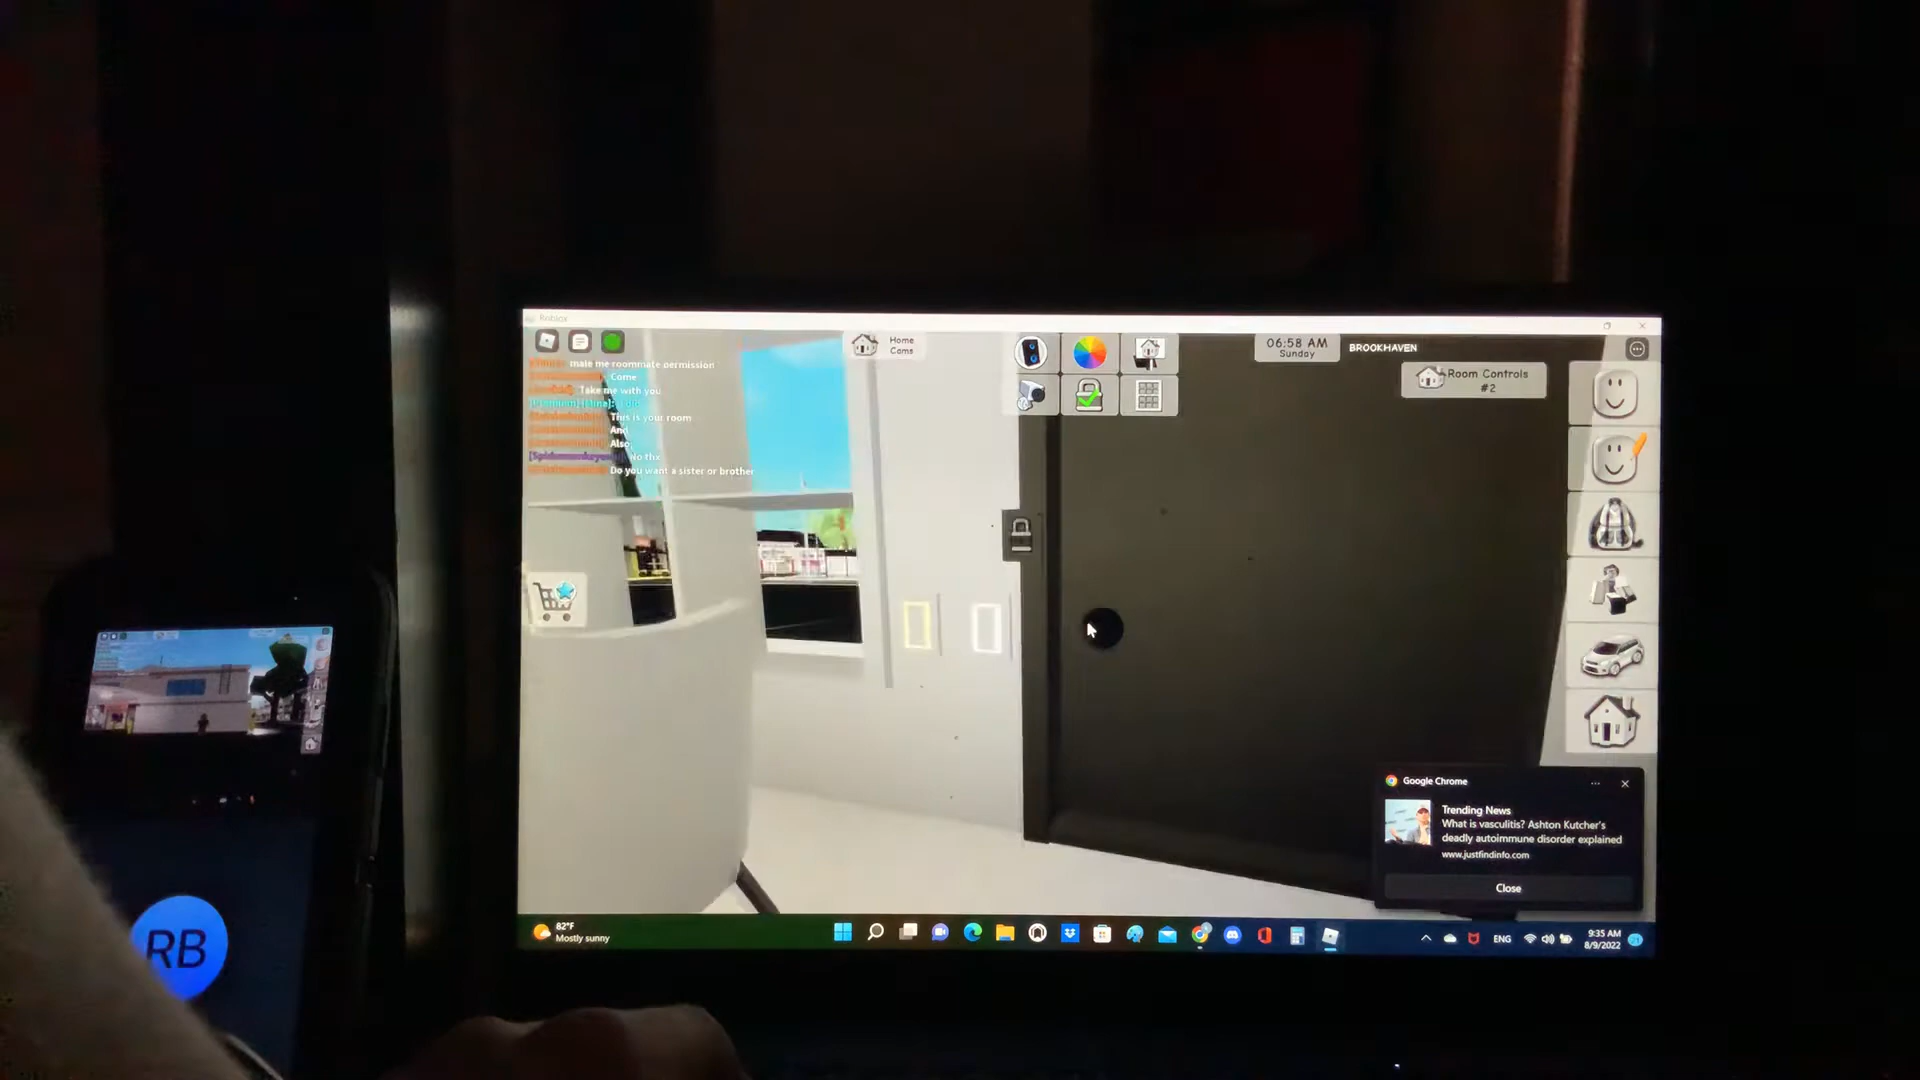 Roblox
male me roommate permission
Come
Take me with you
This is your room
And
Also,
No thx
Do you want a sister or brother
Home
Cams
06:58 AM
Sunday
BROOKHAVEN
Room Controls
#2
Google Chrome
Trending News
What is vasculitis? Ashton Kutcher's
deadly autoimmune disorder explained
www.justfindinfo.com
Close
82°F
Mostly sunny
ENG
9:35 AM
8/9/2022
RB